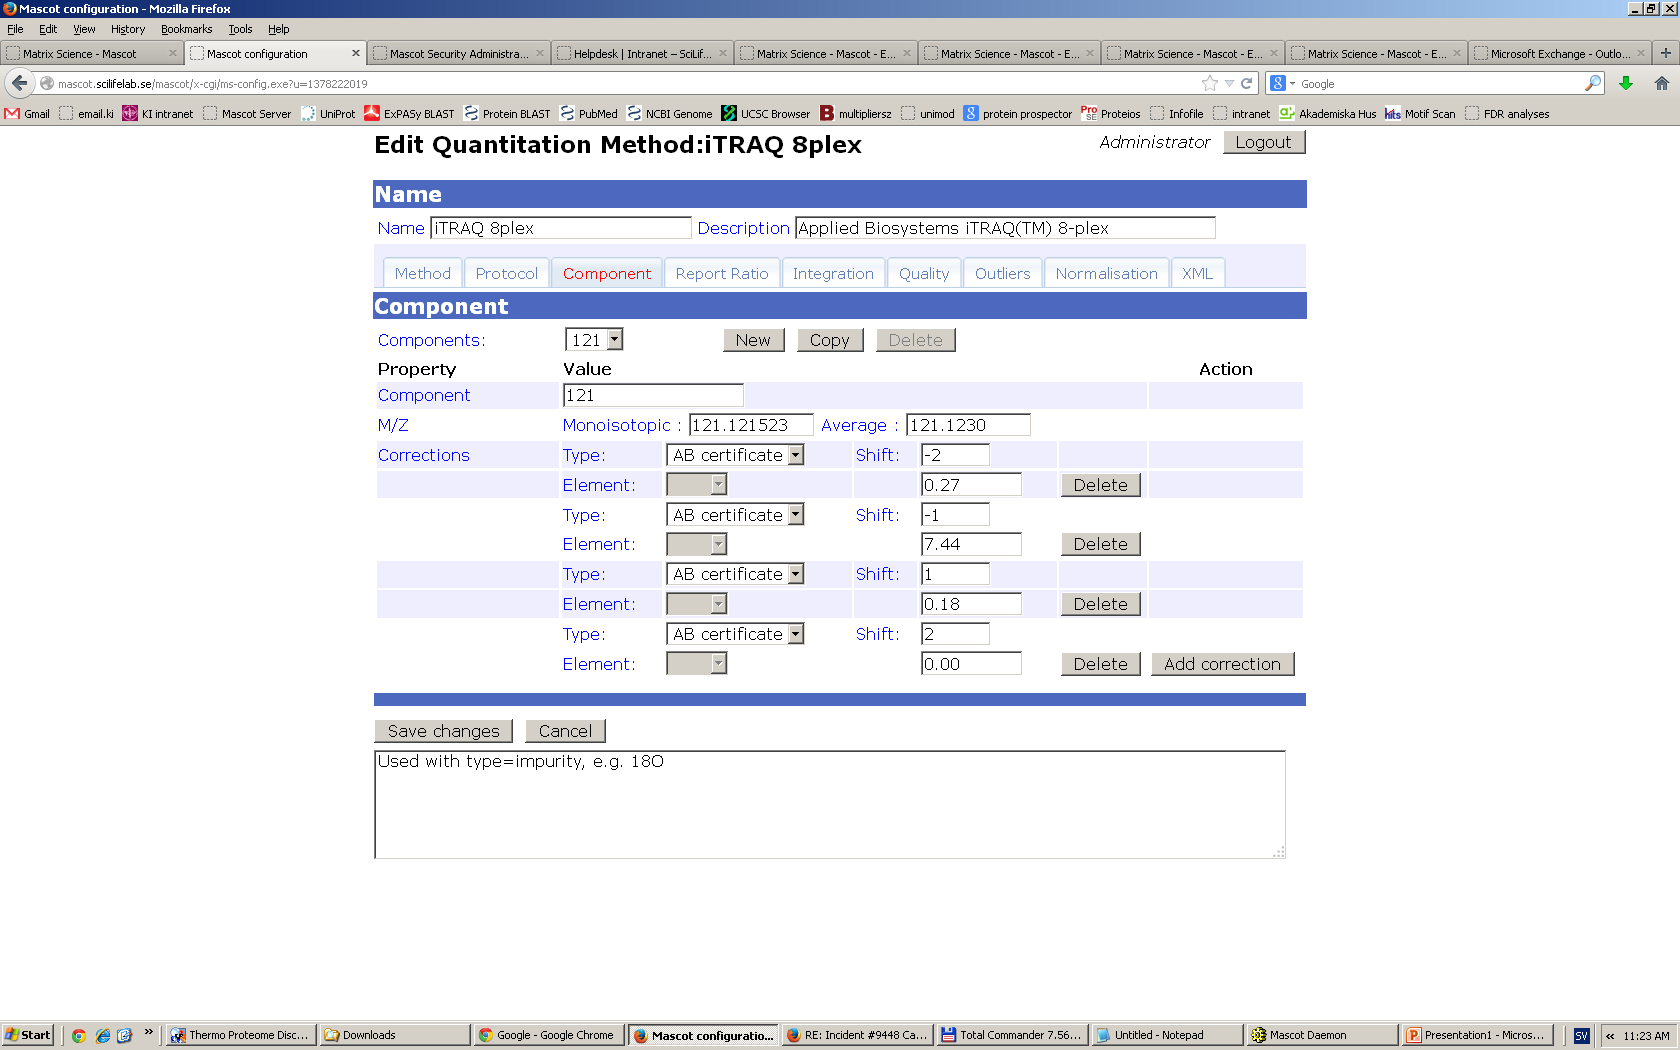 Mascot configuration - Mozilla Firefox
File Edit View History Bookmarks Tools Help
Matrix Science - Mascot
Mascot configuration
Mascot Security Administra...
Helpdesk | Intranet – SciLif...
Matrix Science - Mascot - E...
Matrix Science - Mascot - E...
Matrix Science - Mascot - E...
Matrix Science - Mascot - E...
Microsoft Exchange - Outlo...
mascot.scilifelab.se/mascot/x-cgi/ms-config.exe?u=1378222019
Google
Gmail email.ki KI intranet Mascot Server UniProt ExPASy BLAST Protein BLAST PubMed NCBI Genome UCSC Browser multipliersz unimod protein prospector Proteios Infofile intranet Akademiska Hus Motif Scan FDR analyses
Edit Quantitation Method:iTRAQ 8plex
Administrator Logout
Name
Name iTRAQ 8plex Description Applied Biosystems iTRAQ(TM) 8-plex
Method Protocol Component Report Ratio Integration Quality Outliers Normalisation XML
Component
Components: 121 New Copy Delete
Property Value Action
Component 121
M/Z Monoisotopic : 121.121523 Average : 121.1230
Corrections Type: AB certificate Shift: -2
Element: 0.27 Delete
Type: AB certificate Shift: -1
Element: 7.44 Delete
Type: AB certificate Shift: 1
Element: 0.18 Delete
Type: AB certificate Shift: 2
Element: 0.00 Delete Add correction
Save changes Cancel
Used with type=impurity, e.g. 18O
Start » Thermo Proteome Disc... Downloads Google - Google Chrome Mascot configuratio... RE: Incident #9448 Ca... Total Commander 7.56... Untitled - Notepad Mascot Daemon Presentation1 - Micros... SV « 11:23 AM